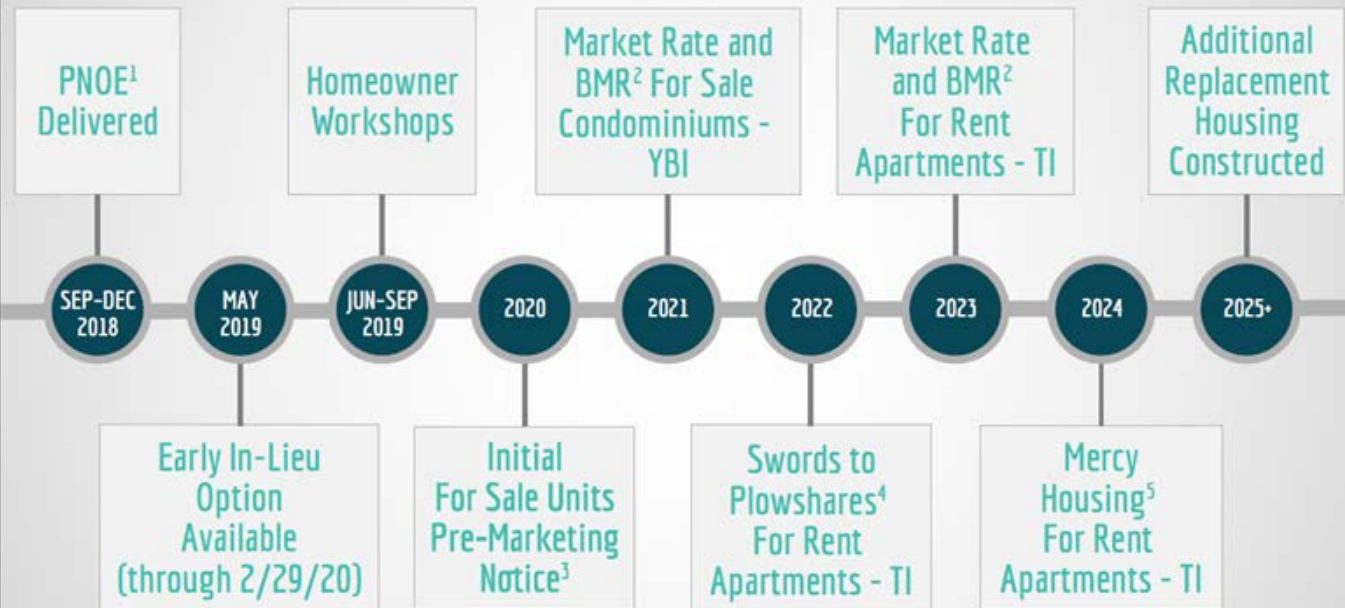 PNOE¹
Delivered
Homeowner
Workshops
Market Rate and
BMR² For Sale
Condominiums -
YBI
Market Rate
and BMR²
For Rent
Apartments - TI
Additional
Replacement
Housing
Constructed
SEP-DEC
2018
MAY
2019
JUN-SEP
2019
2020
2021
2022
2023
2024
2025+
Early In-Lieu
Option
Available
(through 2/29/20)
Initial
For Sale Units
Pre-Marketing
Notice³
Swords to
Plowshares⁴
For Rent
Apartments - TI
Mercy
Housing⁵
For Rent
Apartments - TI